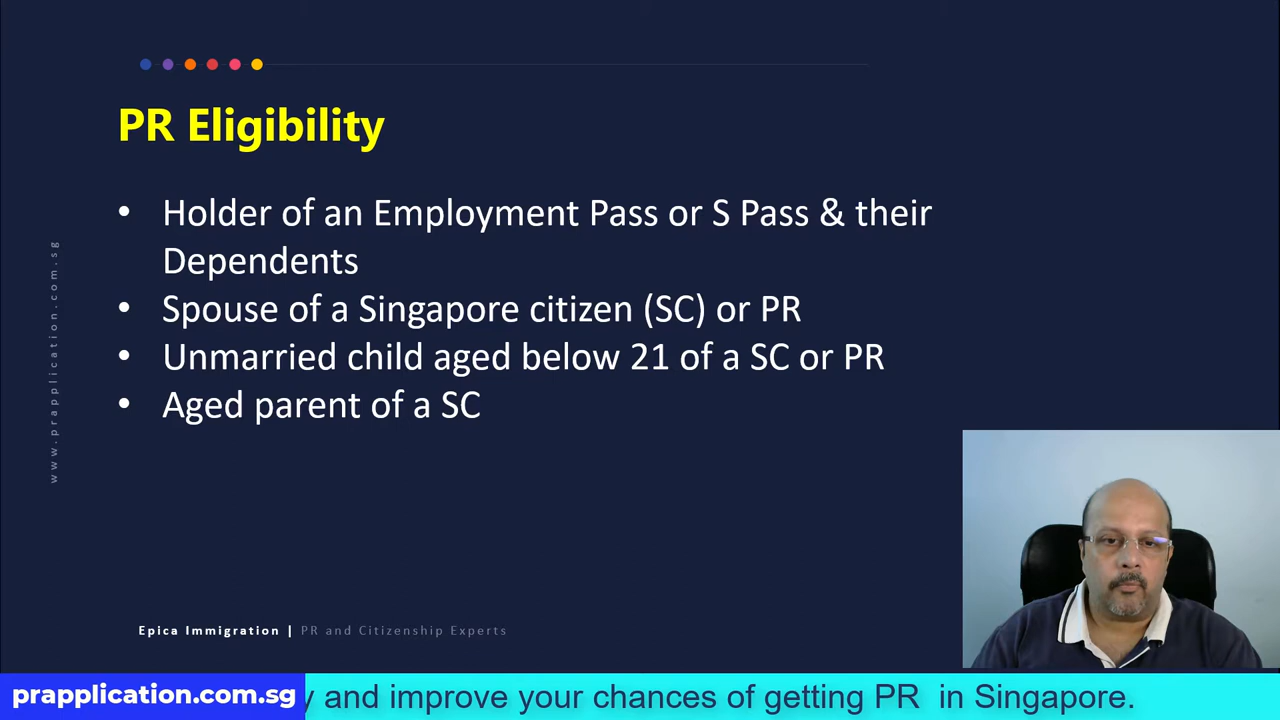 PR Eligibility
• Holder of an Employment Pass or S Pass & their
Dependents
• Spouse of a Singapore citizen (SC) or PR
• Unmarried child aged below 21 of a SC or PR
• Aged parent of a SC
www.prapplication.com.sg
Epica Immigration | PR and Citizenship Experts
prapplication.com.sg y and improve your chances of getting PR in Singapore.